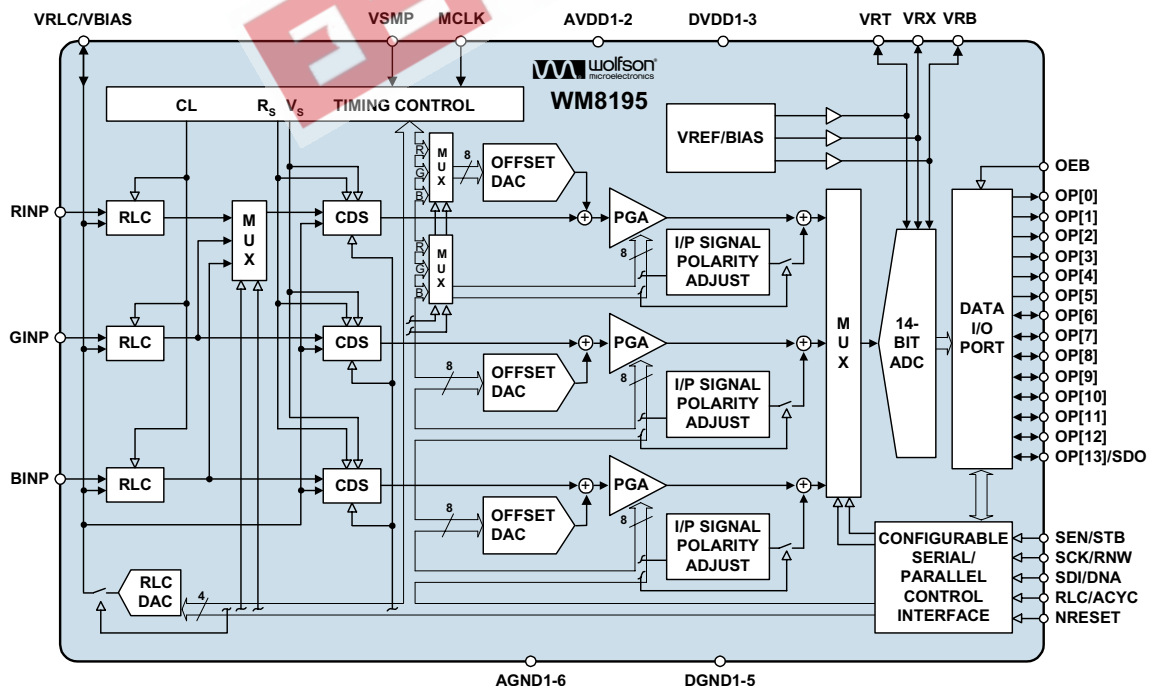 VRLC/VBIAS VSMP MCLK AVDD1-2 DVDD1-3 VRT VRX VRB
wolfson
microelectronics
WM8195
CL RS VS TIMING CONTROL
VREF/BIAS
R
G
B
MUX
8
OFFSET DAC
OEB
RINP
RLC
MUX
CDS
+
PGA
+
8
I/P SIGNAL POLARITY ADJUST
R
G
B
MUX
GINP
RLC
CDS
+
PGA
+
8
OFFSET DAC
8
I/P SIGNAL POLARITY ADJUST
MUX
14-BIT ADC
DATA I/O PORT
OP[0]
OP[1]
OP[2]
OP[3]
OP[4]
OP[5]
OP[6]
OP[7]
OP[8]
OP[9]
OP[10]
OP[11]
OP[12]
OP[13]/SDO
BINP
RLC
CDS
+
PGA
+
8
OFFSET DAC
8
I/P SIGNAL POLARITY ADJUST
RLC DAC
4
CONFIGURABLE SERIAL/ PARALLEL CONTROL INTERFACE
SEN/STB
SCK/RNW
SDI/DNA
RLC/ACYC
NRESET
AGND1-6 DGND1-5